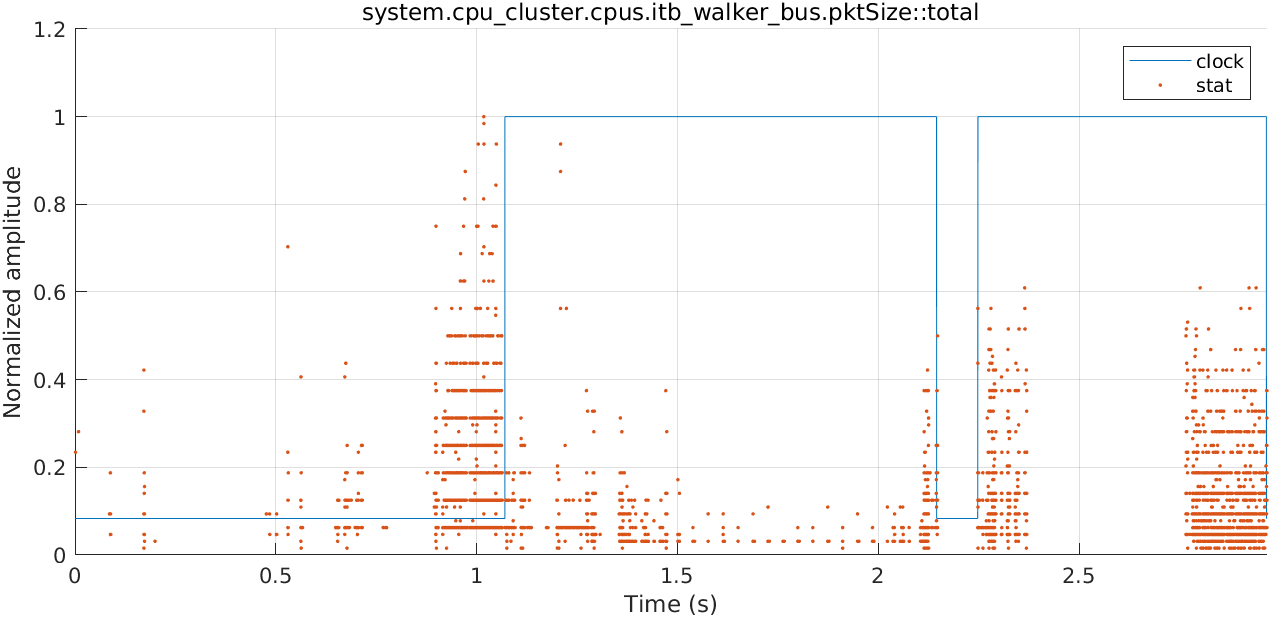 system.cpu_cluster.cpus.itb_walker_bus.pktSize::total
1.2
1
0.8
0.6
0.4
0.2
0
Normalized amplitude
clock
stat
0 0.5 1 1.5 2 2.5
Time (s)